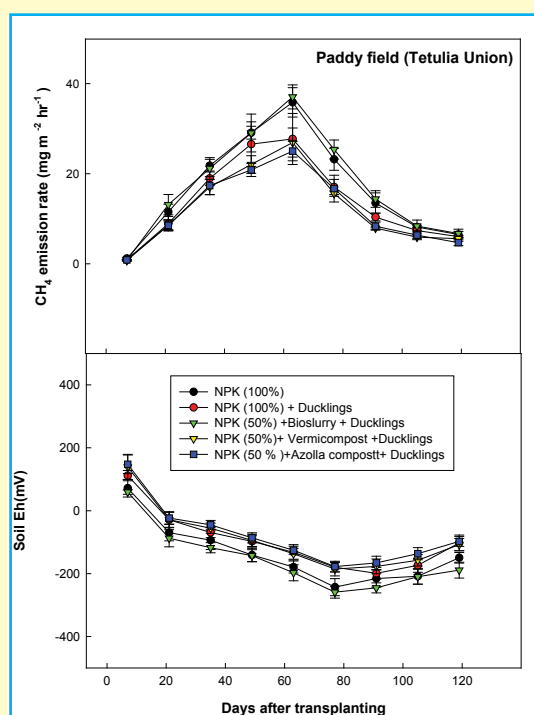 Paddy field (Tetulia Union)
CH4 emission rate (mg m -2 hr-1)
40
20
0
NPK (100%)
NPK (100%) + Ducklings
NPK (50%) +Bioslurry + Ducklings
NPK (50%)+ Vermicompost +Ducklings
NPK (50 % )+Azolla compostt+ Ducklings
Soil Eh(mV)
400
200
0
-200
-400
0 20 40 60 80 100 120 140
Days after transplanting